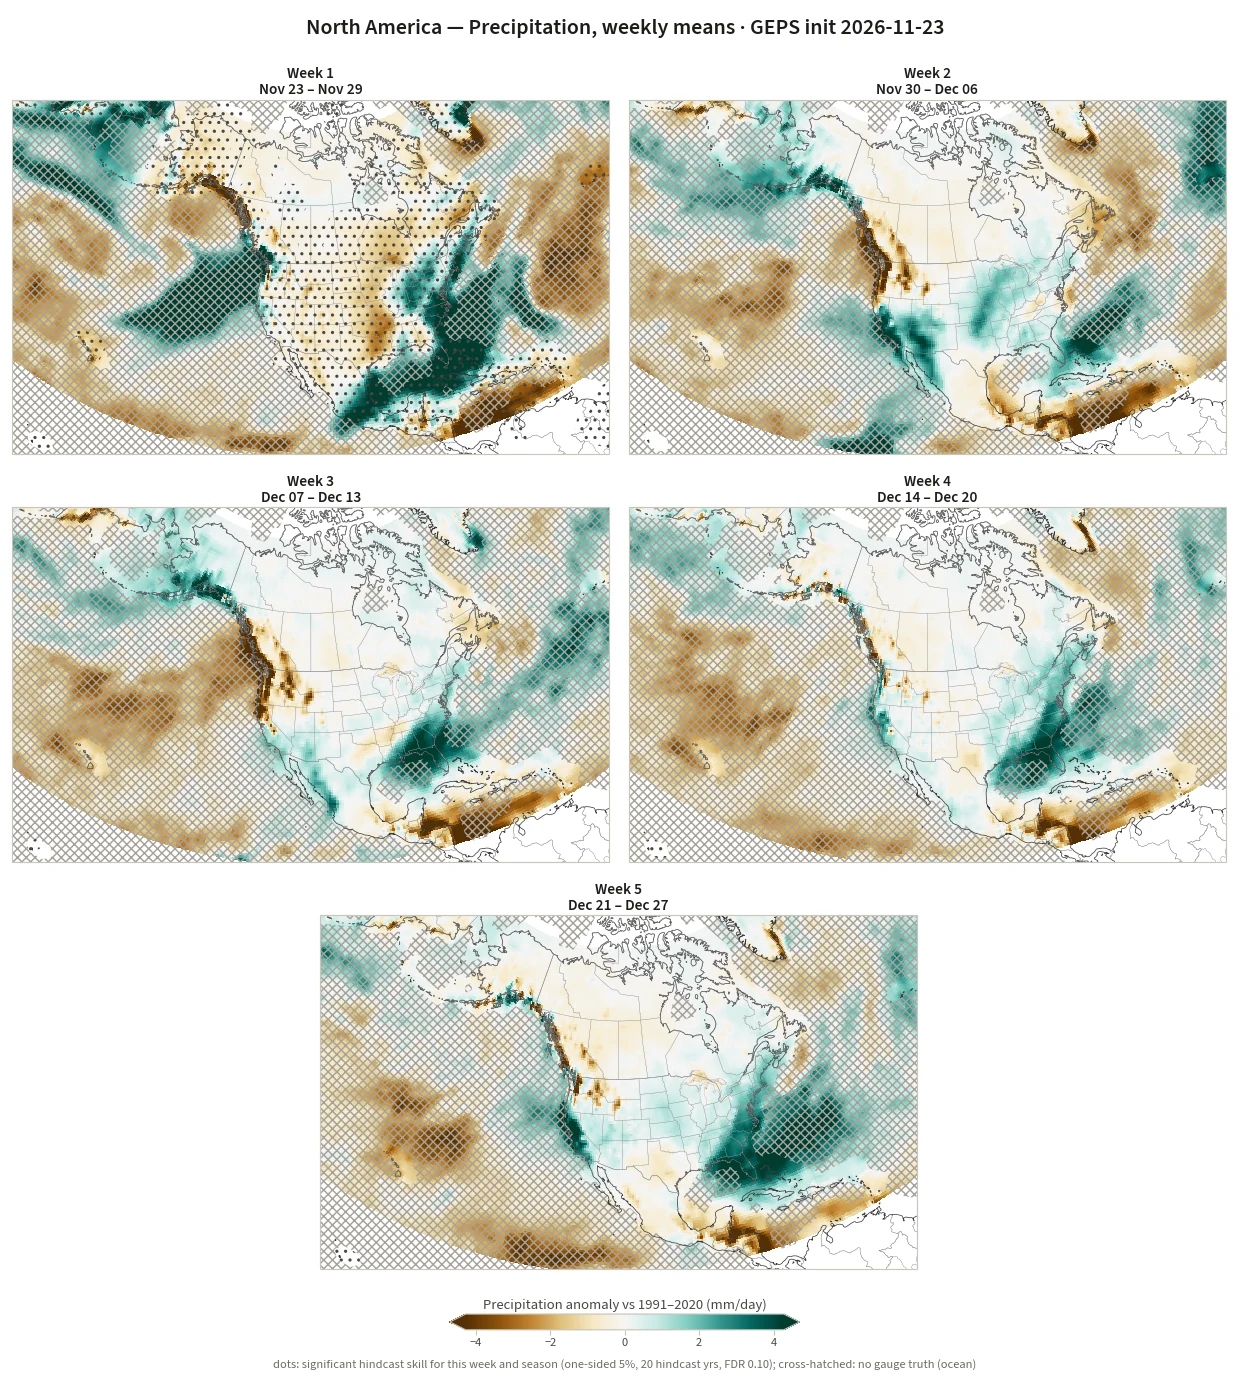 North America — Precipitation, weekly means · GEPS init 2026-11-23
Week 1
Nov 23 – Nov 29
Week 2
Nov 30 – Dec 06
Week 3
Dec 07 – Dec 13
Week 4
Dec 14 – Dec 20
Week 5
Dec 21 – Dec 27
Precipitation anomaly vs 1991–2020 (mm/day)
−4 −2 0 2 4
dots: significant hindcast skill for this week and season (one-sided 5%, 20 hindcast yrs, FDR 0.10); cross-hatched: no gauge truth (ocean)